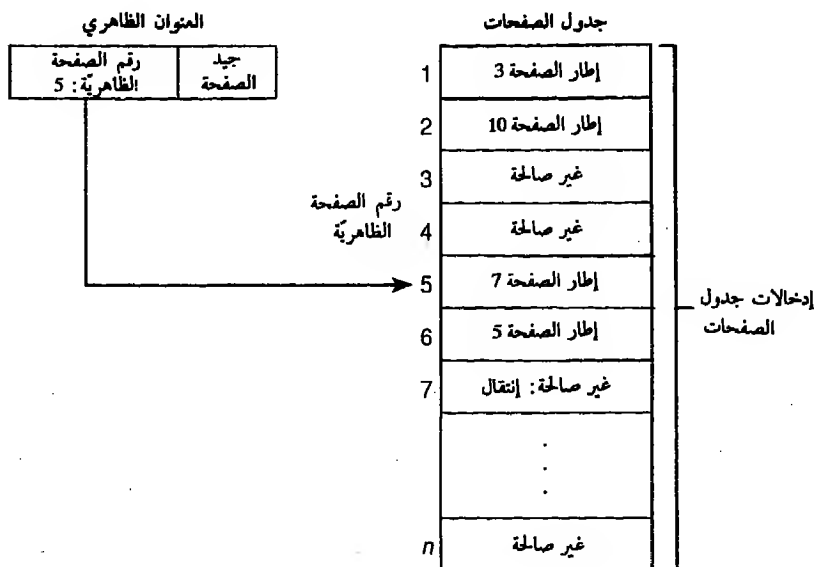 العنوان الظاهري
رقم الصفحة
الظاهريّة: 5
جيد
الصفحة
جدول الصفحات
1
إطار الصفحة 3
2
إطار الصفحة 10
3
غير صالحة
رقم الصفحة
الظاهريّة
4
غير صالحة
5
إطار الصفحة 7
6
إطار الصفحة 5
7
غير صالحة: إنتقال
.
.
.
n
غير صالحة
إدخالات جدول
الصفحات